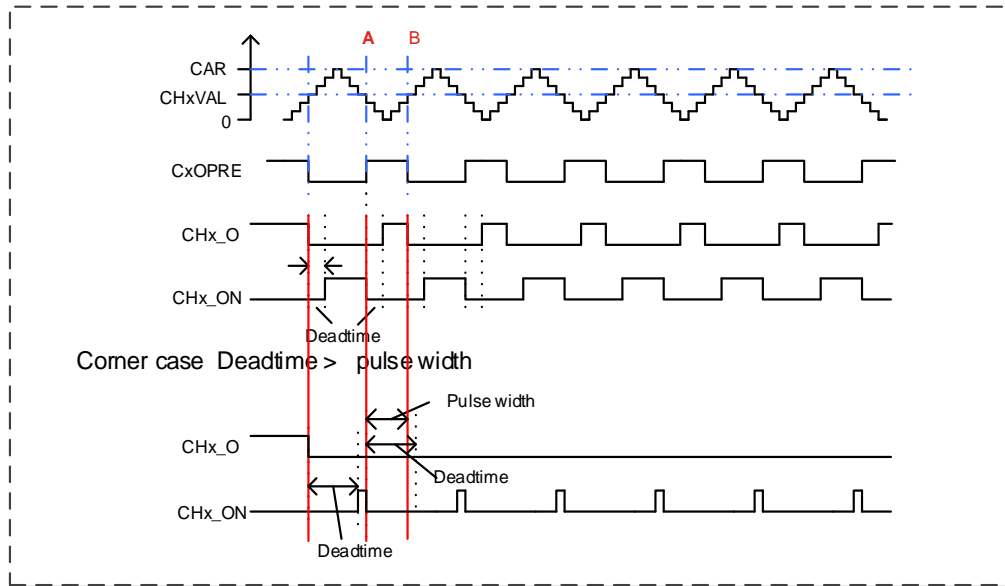 A B
CAR
CHxVAL
0
CxOPRE
CHx_O
CHx_ON
Deadtime
Corner case Deadtime > pulse width
Pulse width
CHx_O
Deadtime
CHx_ON
Deadtime